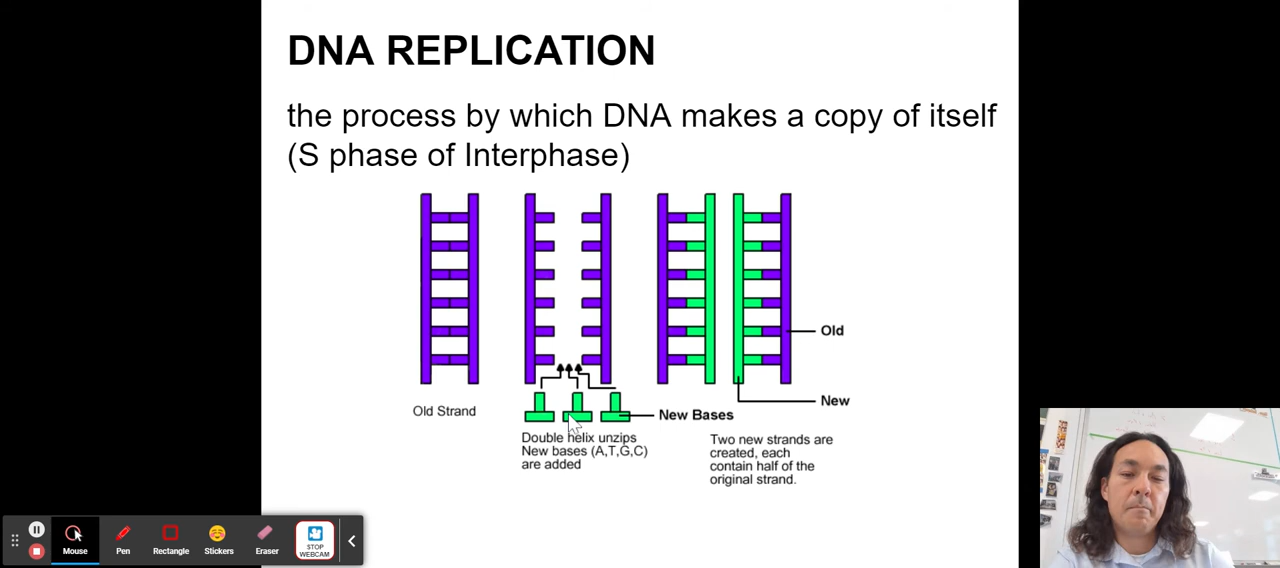 DNA REPLICATION
the process by which DNA makes a copy of itself
(S phase of Interphase)
Old
New
Old Strand
New Bases
Double helix unzips
New bases (A,T,G,C)
are added
Two new strands are
created, each
contain half of the
original strand.
Mouse
Pen
Rectangle
Stickers
Eraser
STOP
WEBCAM